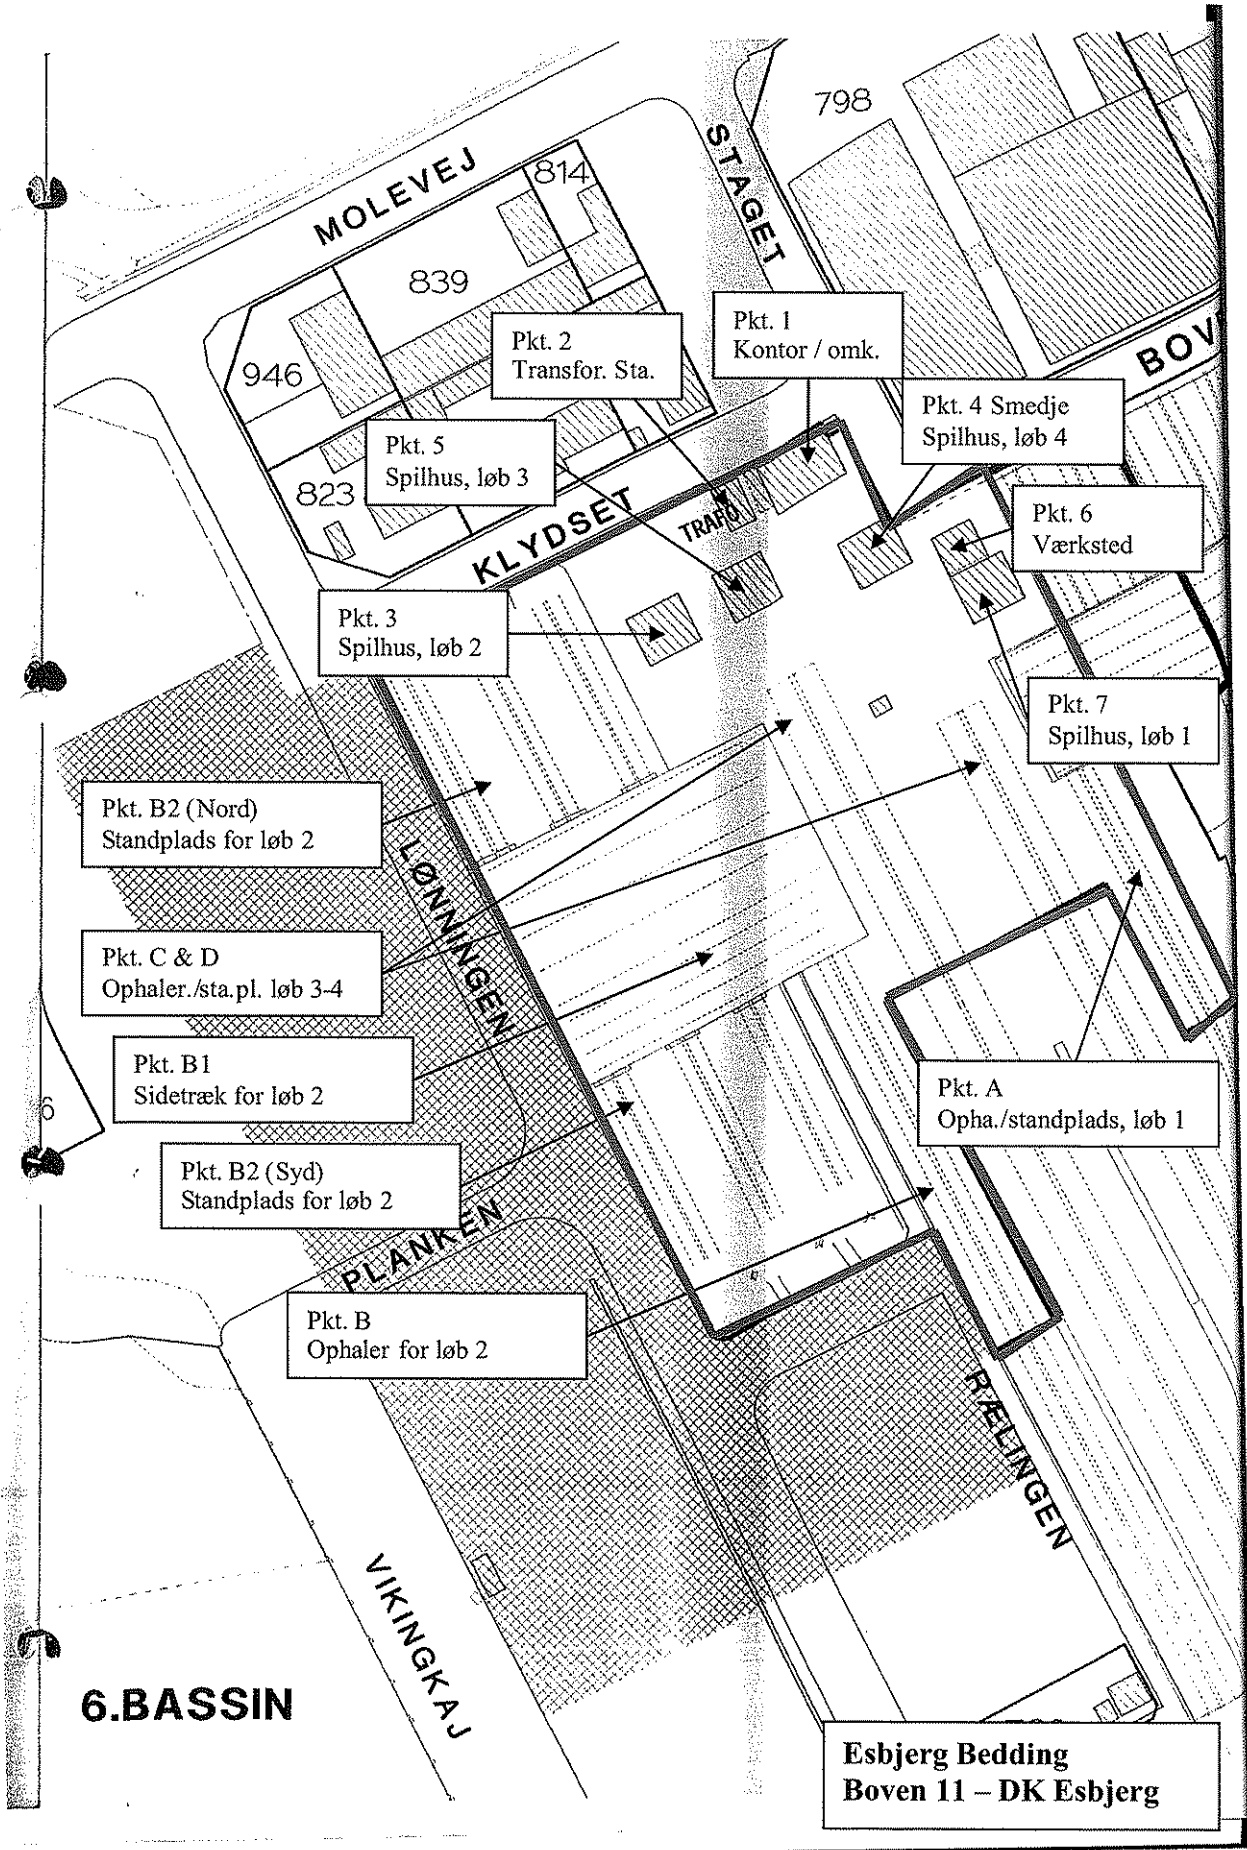 798
STAGET
MOLEVEJ
814
839
946
823
Pkt. 2
Transfor. Sta.
Pkt. 1
Kontor / omk.
Pkt. 4 Smedje
Spilhus, løb 4
Pkt. 5
Spilhus, løb 3
KLYDSET
TRAFO
Pkt. 6
Værksted
Pkt. 3
Spilhus, løb 2
Pkt. 7
Spilhus, løb 1
Pkt. B2 (Nord)
Standplads for løb 2
LØNNINGEN
Pkt. C & D
Ophaler./sta.pl. løb 3-4
Pkt. B1
Sidetræk for løb 2
6
Pkt. A
Opha./standplads, løb 1
Pkt. B2 (Syd)
Standplads for løb 2
PLANKEN
Pkt. B
Ophaler for løb 2
RÆLINGEN
VIKINGKAJ
6.BASSIN
Esbjerg Bedding
Boven 11 – DK Esbjerg